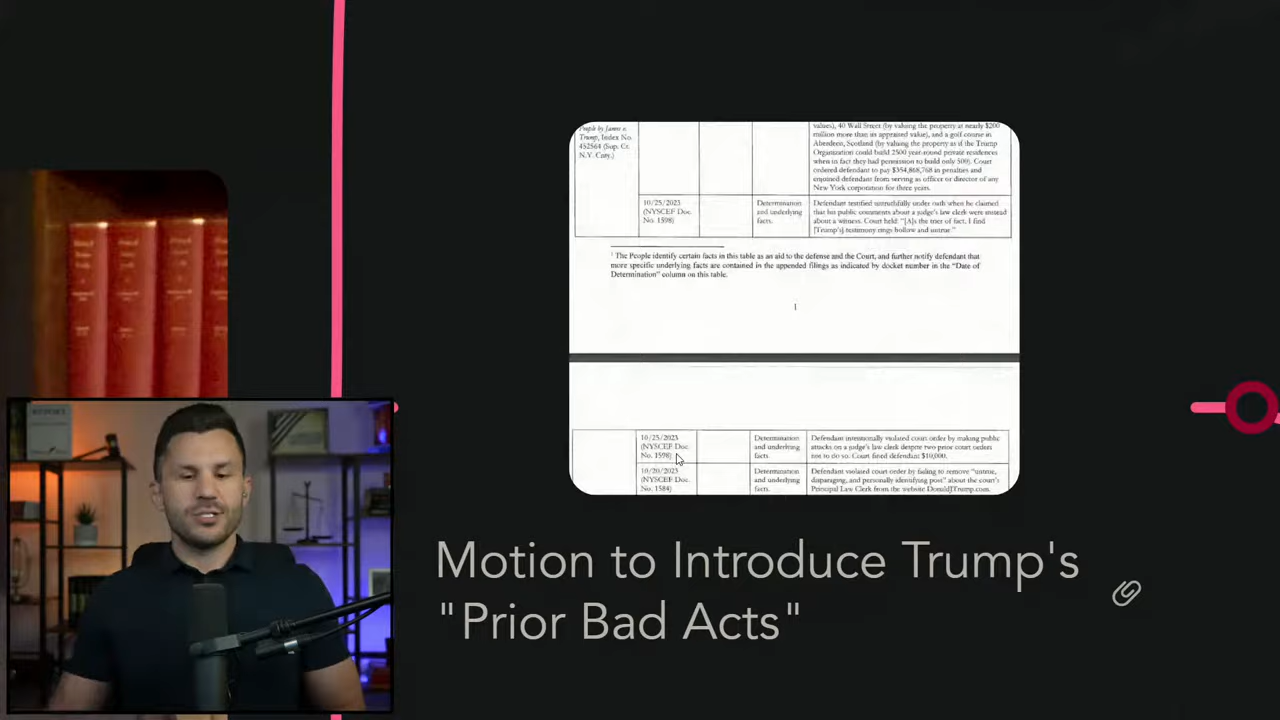 People by James v.
Trump, Index No.
452564 (Sup. Ct.
N.Y. Cnty.)
values), 40 Wall Street (by valuing the property at nearly $200
million more than its appraised value), and a golf course in
Aberdeen, Scotland (by valuing the property as if the Trump
Organization could build 2500 year-round private residences
when in fact they had permission to build only 500). Court
ordered defendant to pay $354,868,768 in penalties and
enjoined defendant from serving as officer or director of any
New York corporation for three years.
10/25/2023
(NYSCEF Doc.
No. 1598)
Determination
and underlying
facts.
Defendant testified untruthfully under oath when he claimed
that his public comments about a judge's law clerk were instead
about a witness. Court held: "[A]s the trier of fact, I find
[Trump's] testimony rings hollow and untrue."
1 The People identify certain facts in this table as an aid to the defense and the Court, and further notify defendant that
more specific underlying facts are contained in the appended filings as indicated by docket number in the "Date of
Determination" column on this table.
1
10/25/2023
(NYSCEF Doc.
No. 1598)
Determination
and underlying
facts.
Defendant intentionally violated court order by making public
attacks on a judge's law clerk despite two prior court orders
not to do so. Court fined defendant $10,000.
10/20/2023
(NYSCEF Doc.
No. 1584)
Determination
and underlying
facts.
Defendant violated court order by failing to remove "untrue,
disparaging, and personally identifying post" about the court's
Principal Law Clerk from the website DonaldJTrump.com.
Motion to Introduce Trump's
"Prior Bad Acts"